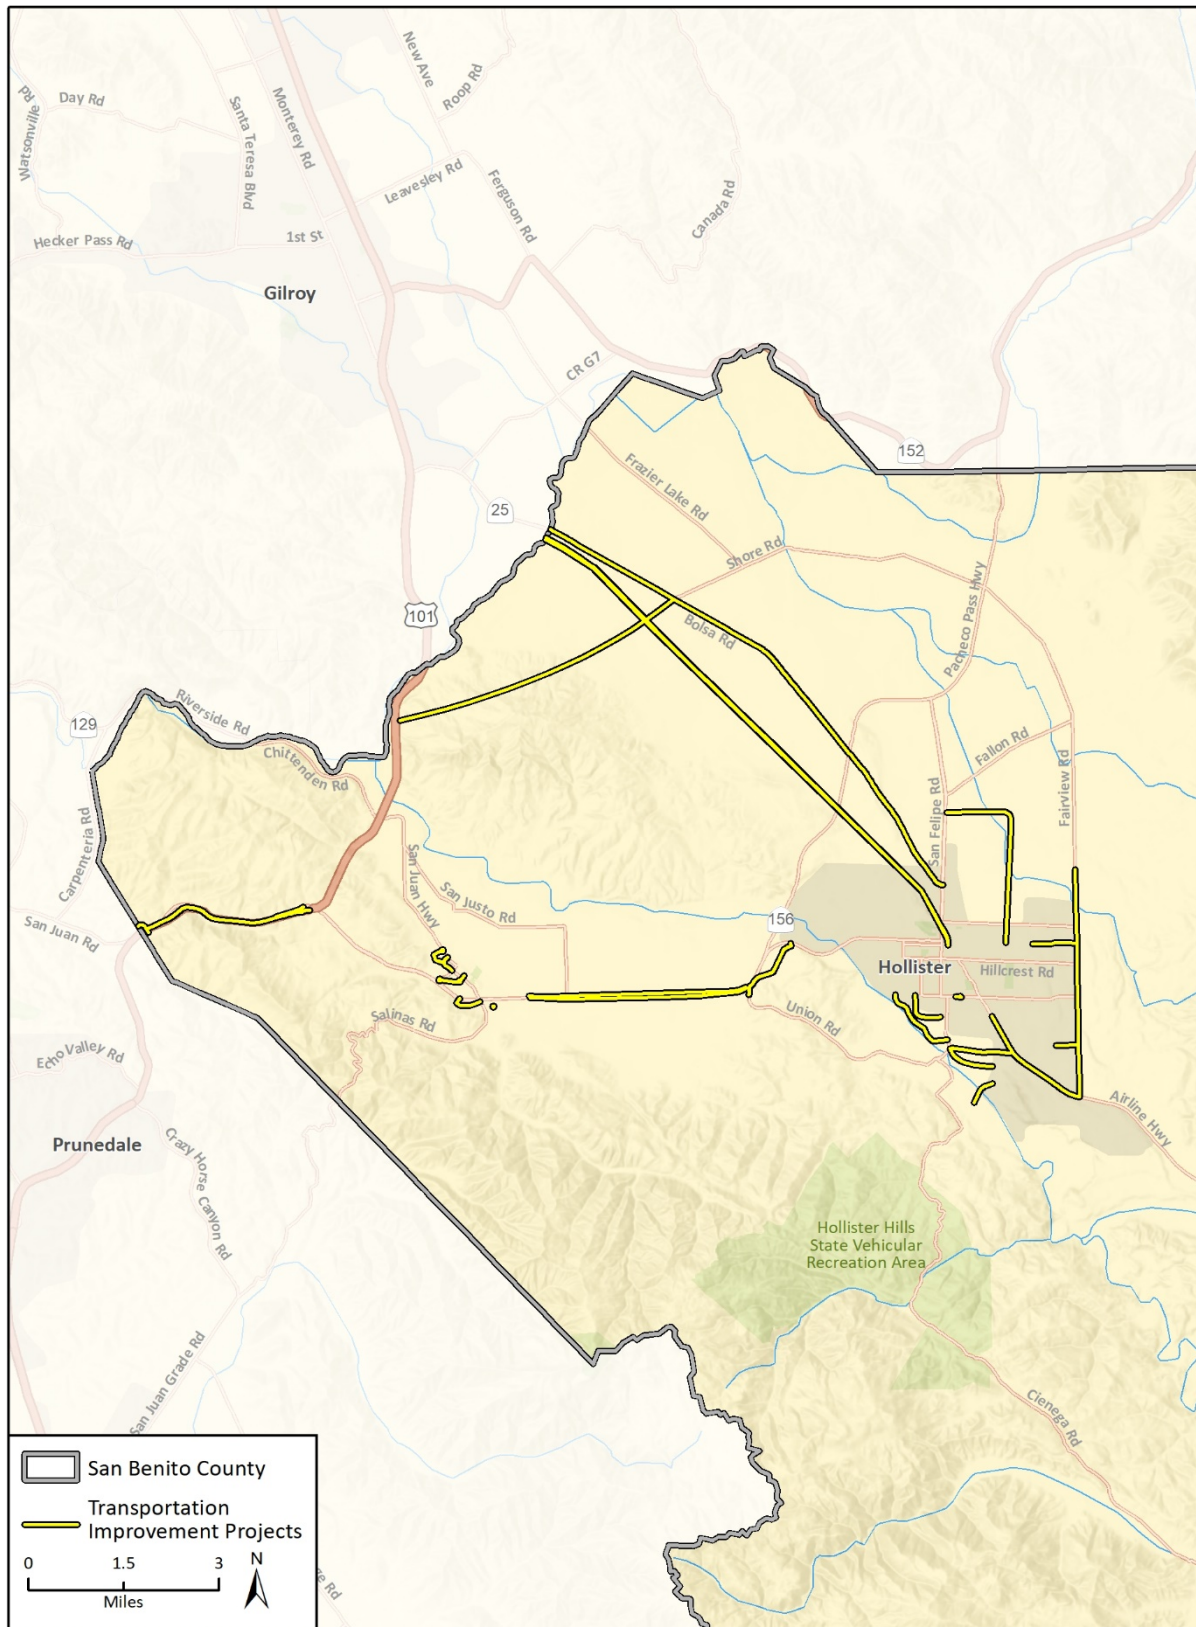 New Ave
Roop Rd
Day Rd
Watsonville Rd
Santa Teresa Blvd
Monterey Rd
Leavesley Rd
Ferguson Rd
Canada Rd
Hecker Pass Rd
1st St
Gilroy
CR G7
152
25
Frazier Lake Rd
Shore Rd
Bolsa Rd
101
Pacheco Pass Hwy
129
Riverside Rd
Chittenden Rd
Fallon Rd
Fairview Rd
San Felipe Rd
Carpenteria Rd
San Juan Hwy
San Justo Rd
San Juan Rd
156
Hollister
Hillcrest Rd
Salinas Rd
Union Rd
Echo Valley Rd
Airline Hwy
Prunedale
Crazy Horse Canyon Rd
Hollister Hills
State Vehicular
Recreation Area
San Juan Grade Rd
Cienega Rd
San Benito County
Transportation
Improvement Projects
0 1.5 3
Miles
N
Rd